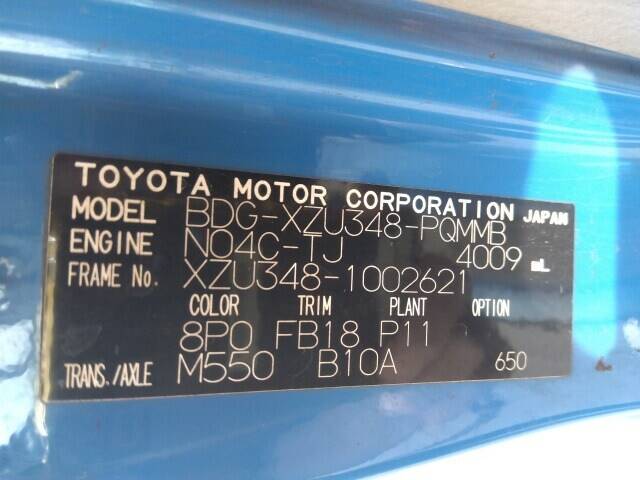 TOYOTA MOTOR CORPORATION JAPAN
MODEL BDG-XZU348-PQMMB
ENGINE N04C-TJ 4009 mL
FRAME No. XZU348-1002621
COLOR TRIM PLANT OPTION
8P0 FB18 P11
TRANS./AXLE M550 B10A 650